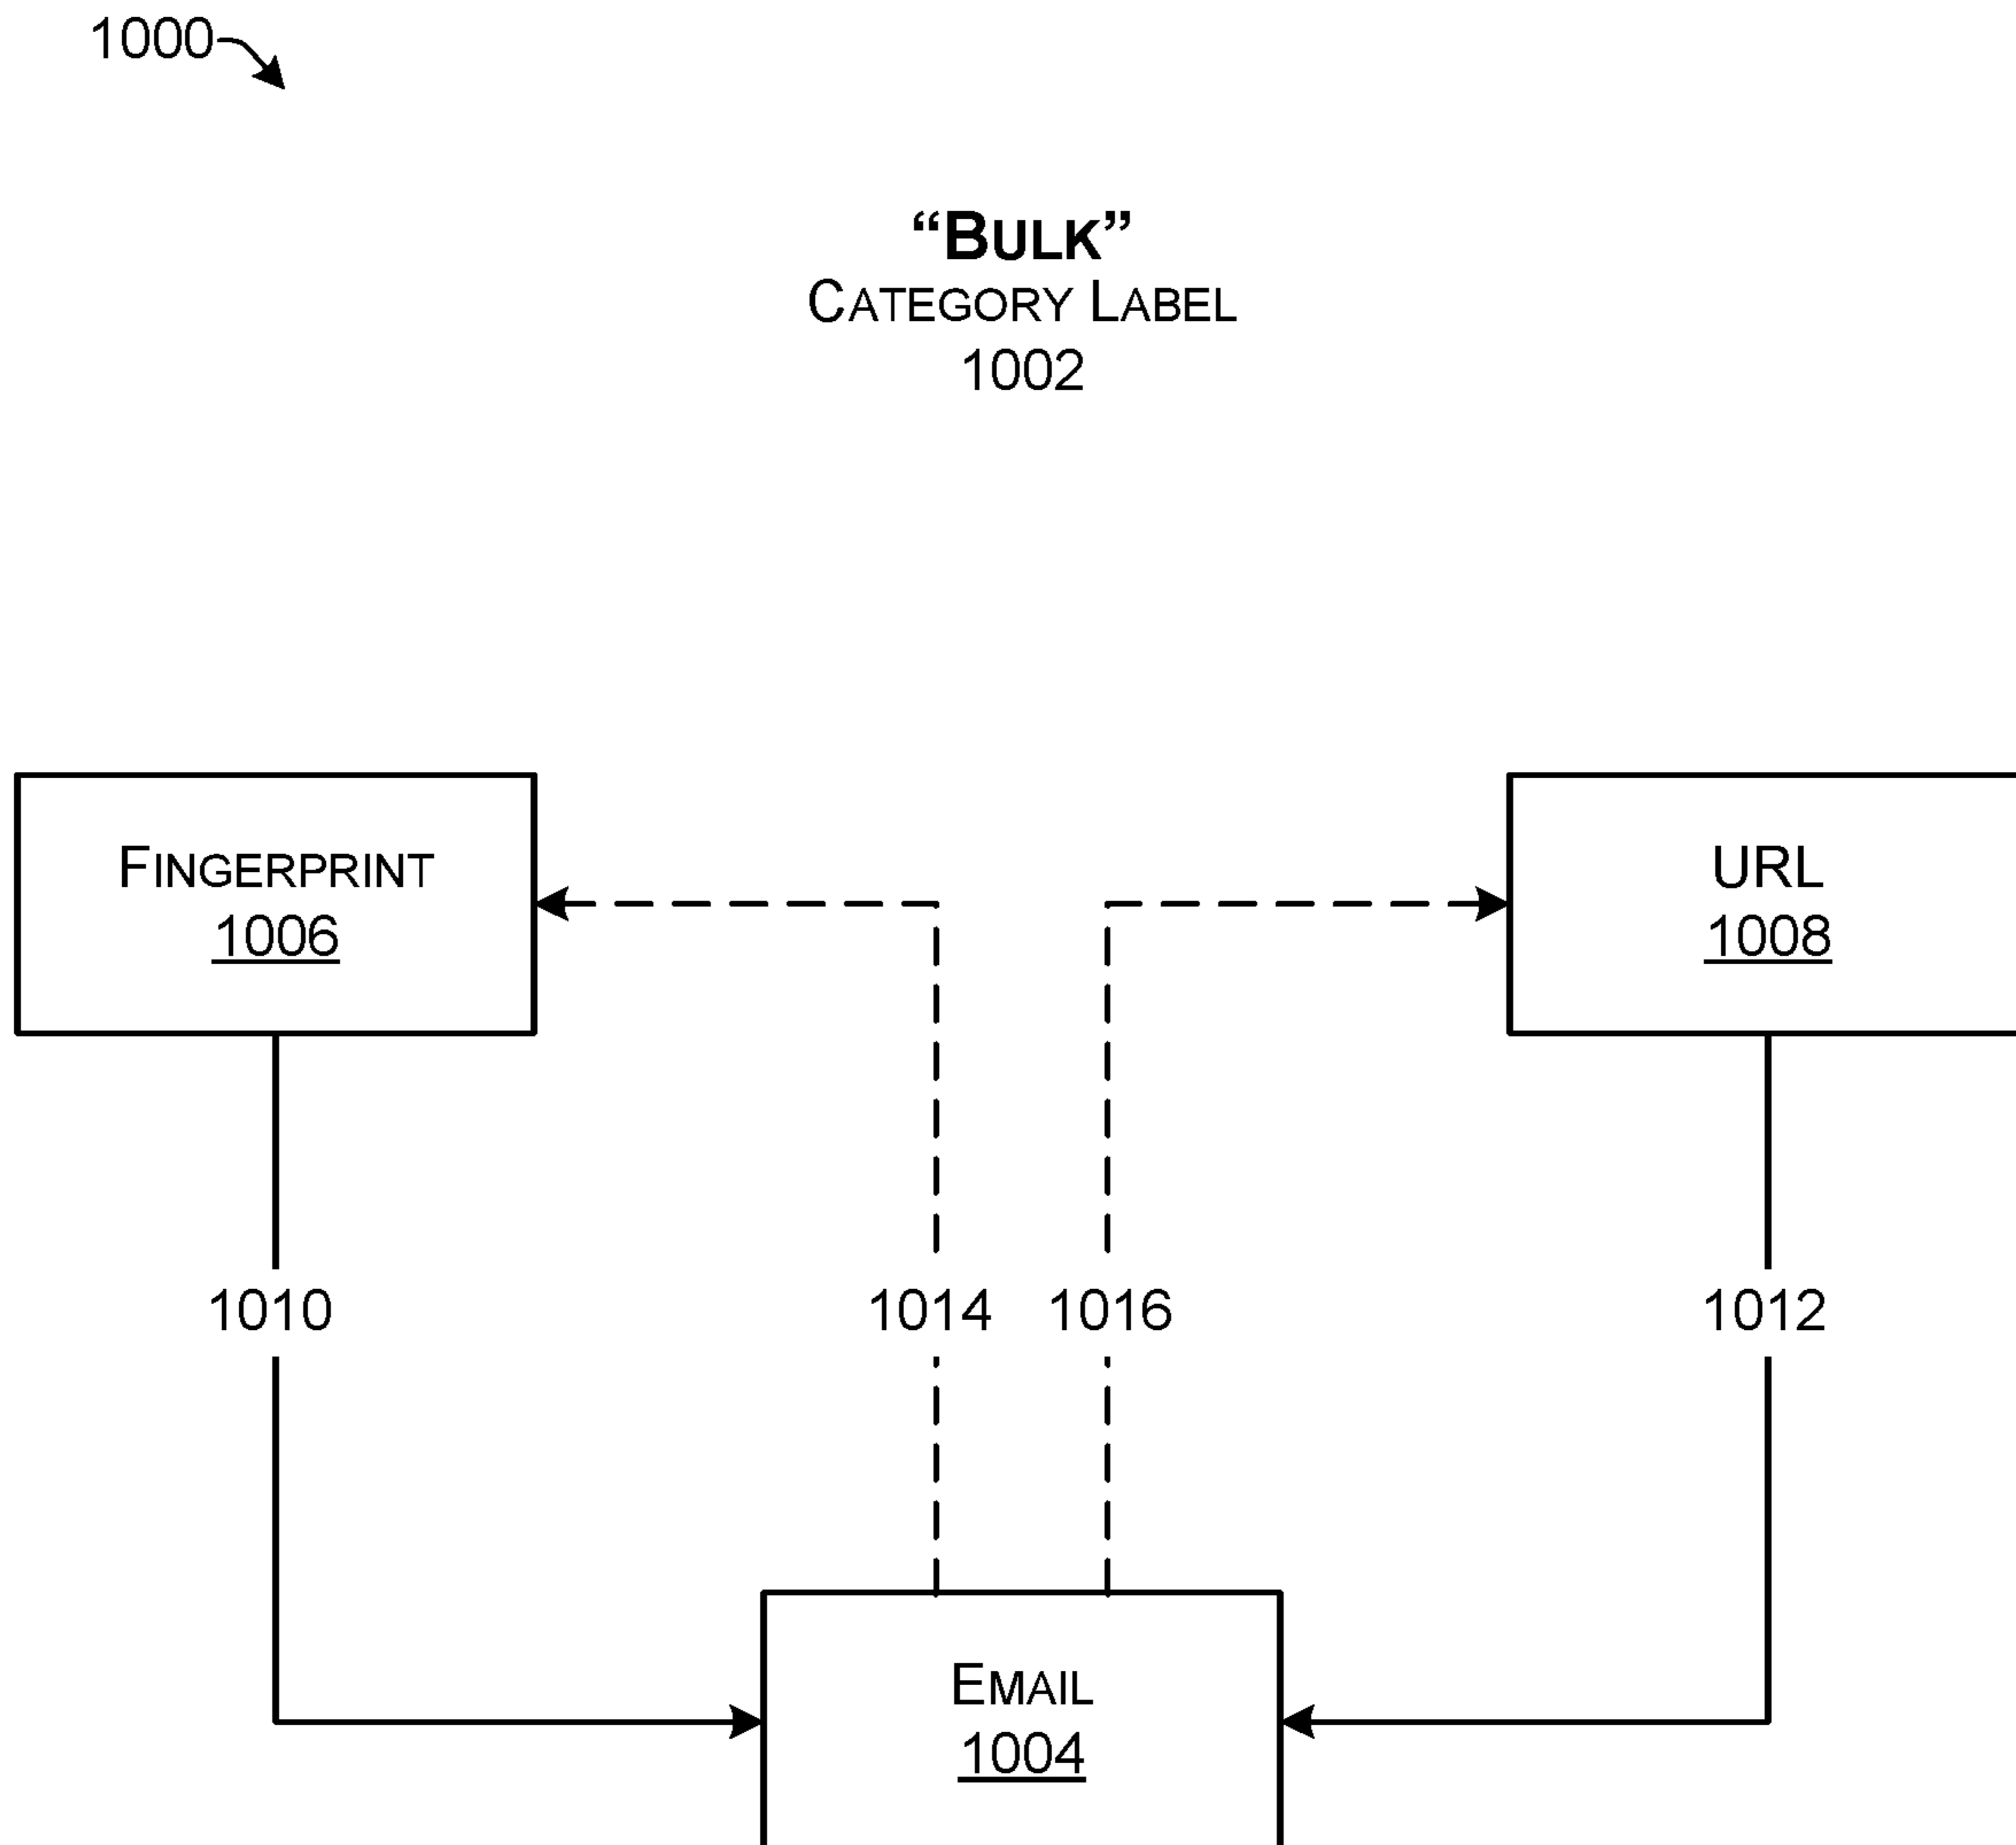 1000
“BULK”
CATEGORY LABEL
1002
FINGERPRINT
1006
URL
1008
1010
1014
1016
1012
EMAIL
1004